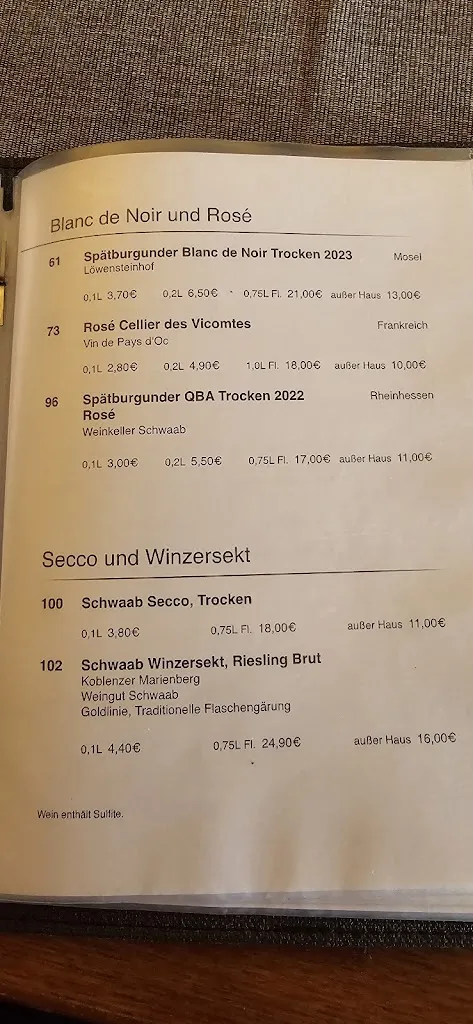 Blanc de Noir und Rosé
61 Spätburgunder Blanc de Noir Trocken 2023 Mosel
Löwensteinhof
0,1L 3,70€ 0,2L 6,50€ 0,75L Fl. 21,00€ außer Haus 13,00€
73 Rosé Cellier des Vicomtes Frankreich
Vin de Pays d'Oc
0,1L 2,80€ 0,2L 4,90€ 1,0L Fl. 18,00€ außer Haus 10,00€
96 Spätburgunder QBA Trocken 2022 Rheinhessen
Rosé
Weinkeller Schwaab
0,1L 3,00€ 0,2L 5,50€ 0,75L Fl. 17,00€ außer Haus 11,00€
Secco und Winzersekt
100 Schwaab Secco, Trocken
0,1L 3,80€ 0,75L Fl. 18,00€ außer Haus 11,00€
102 Schwaab Winzersekt, Riesling Brut
Koblenzer Marienberg
Weingut Schwaab
Goldlinie, Traditionelle Flaschengärung
0,1L 4,40€ 0,75L Fl. 24,90€ außer Haus 16,00€
Wein enthält Sulfite.